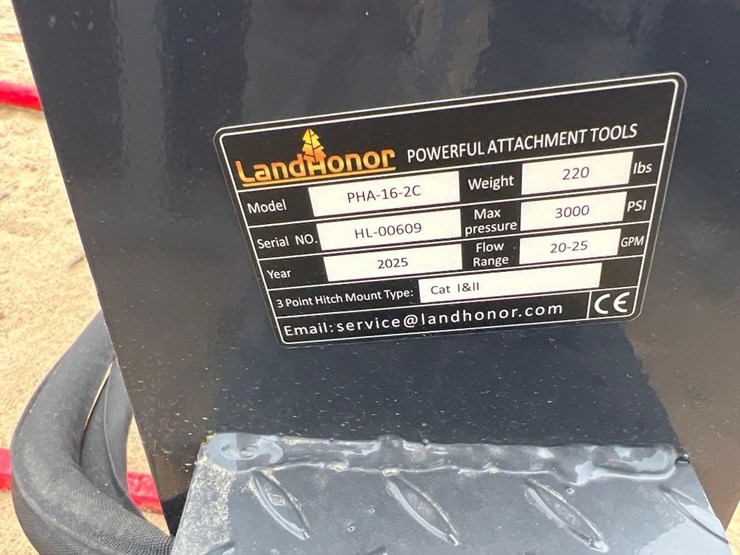 LandHonor POWERFUL ATTACHMENT TOOLS
Model PHA-16-2C Weight 220 lbs
Serial NO. HL-00609 Max pressure 3000 PSI
Year 2025 Flow Range 20-25 GPM
3 Point Hitch Mount Type: Cat I&II
Email: service@landhonor.com CE